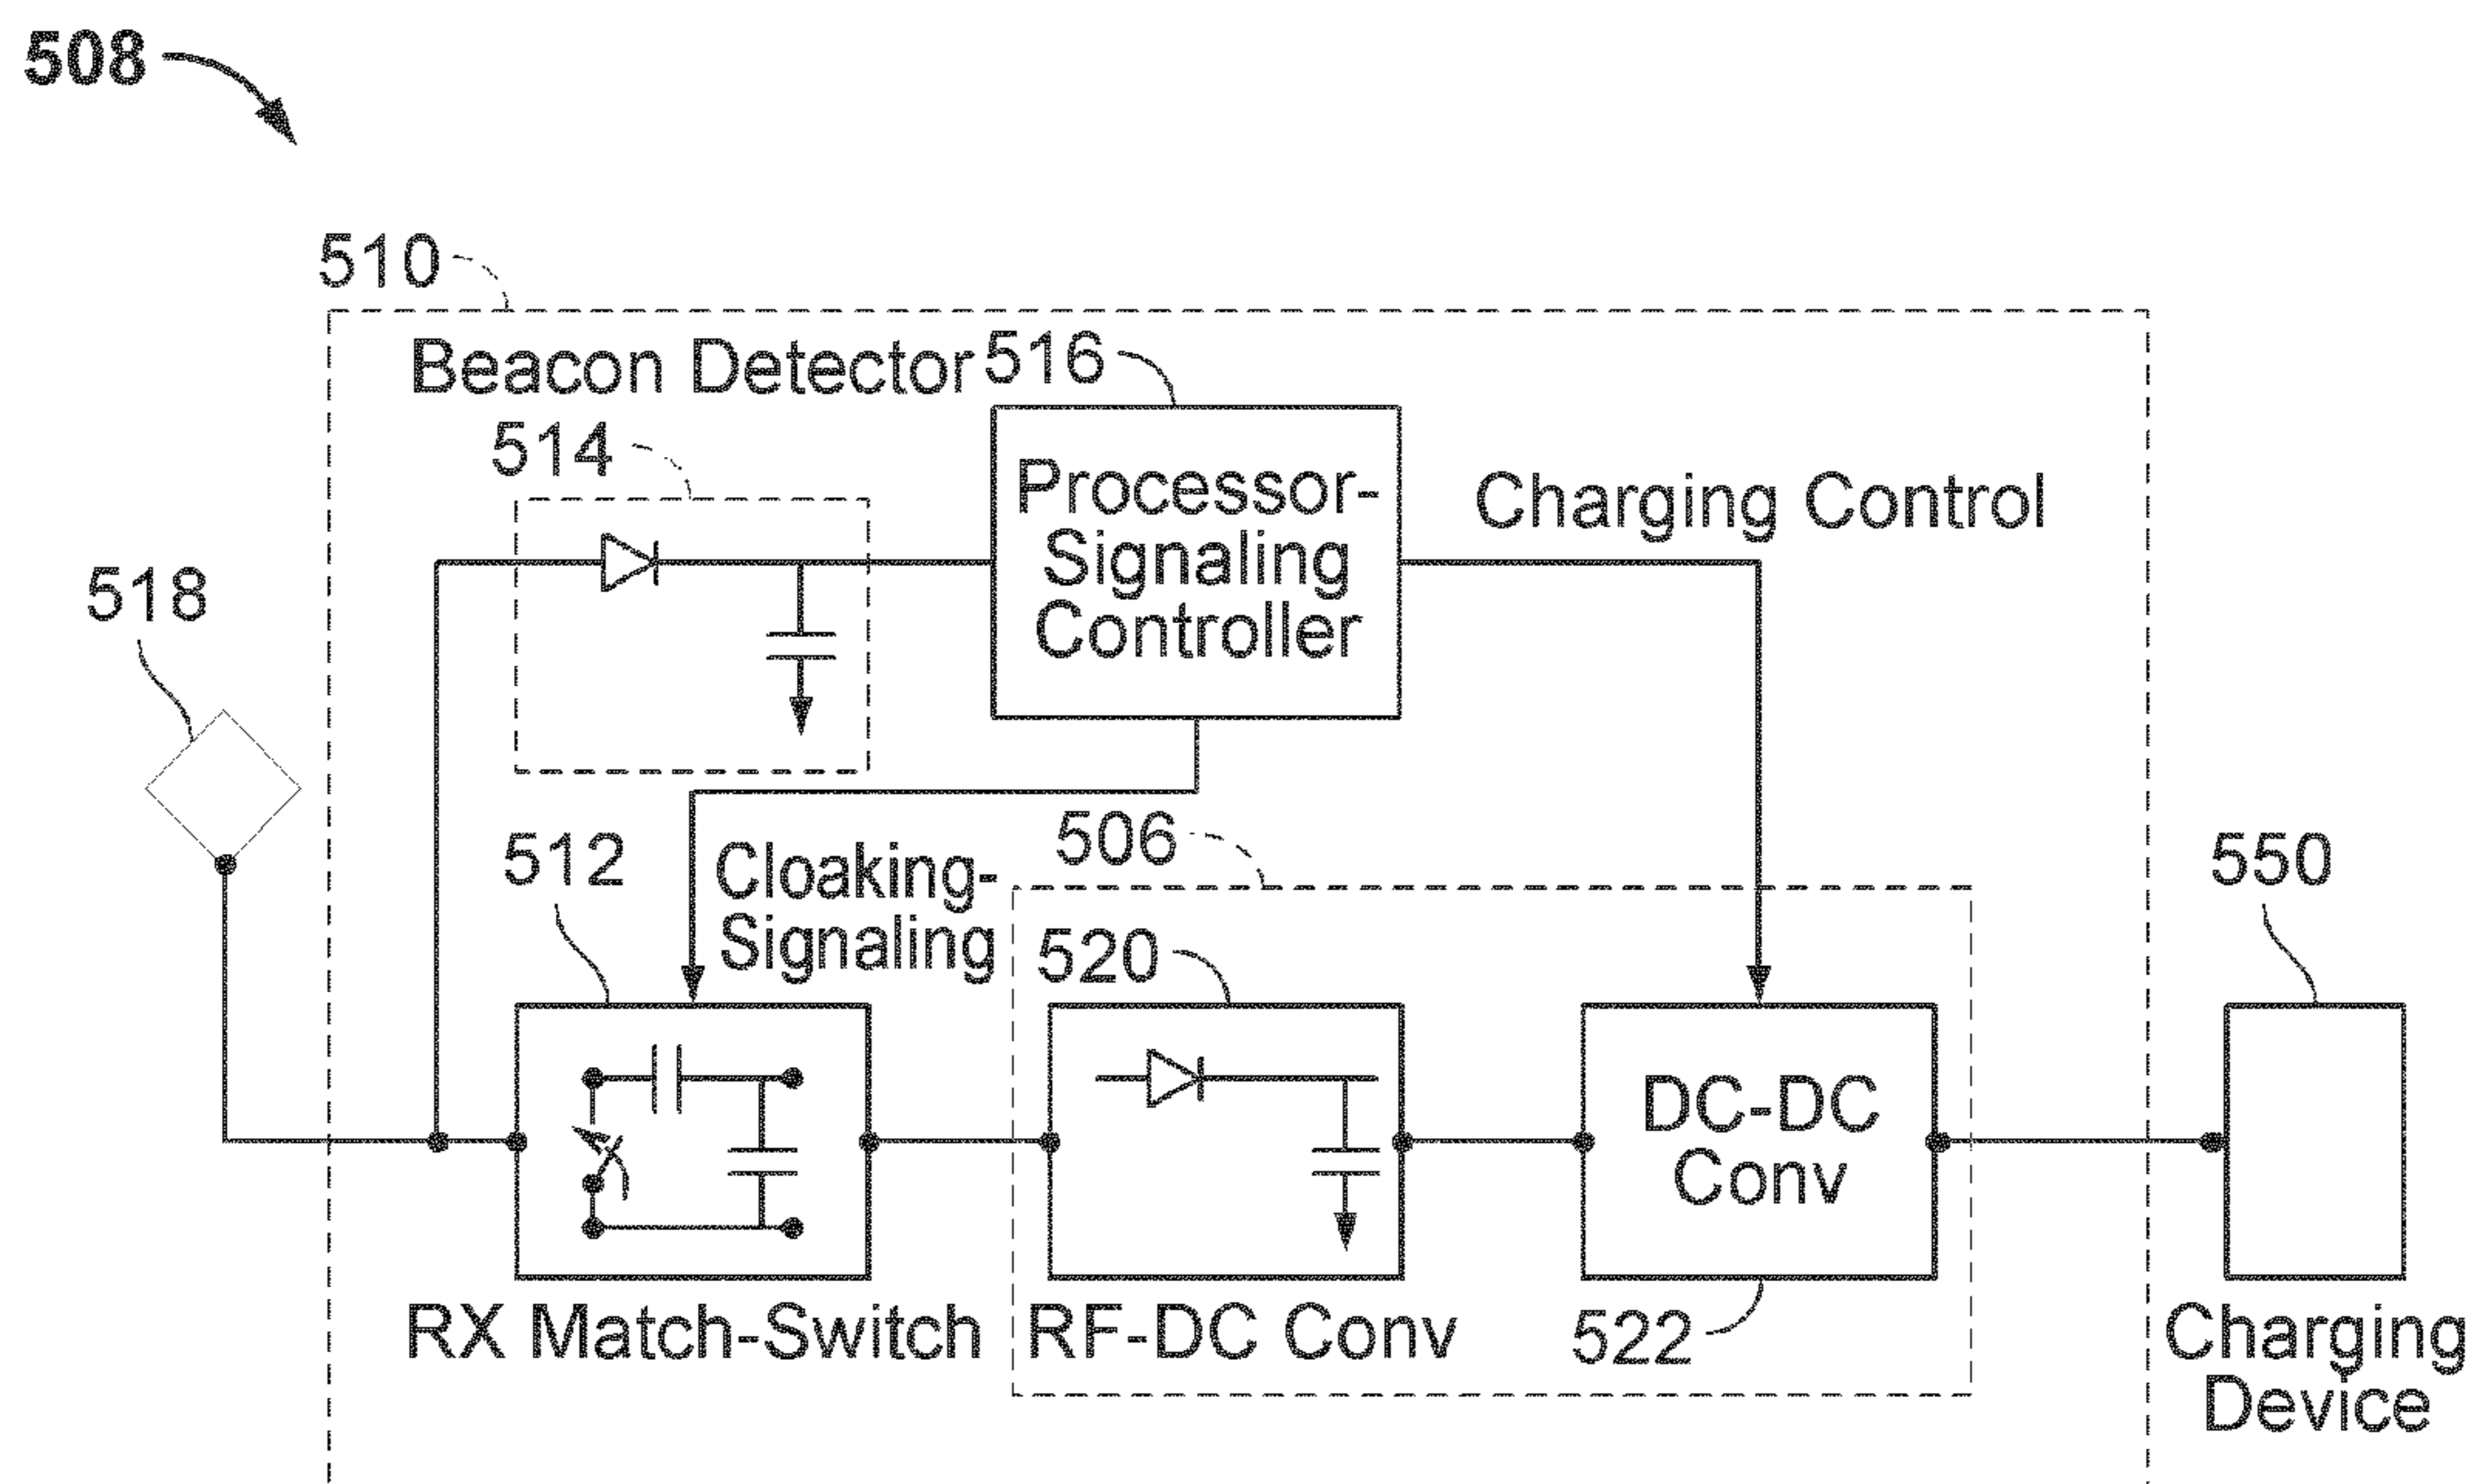 508
510
Beacon Detector
516
514
Processor-
Signaling
Controller
Charging Control
518
512
Cloaking-
Signaling
506
520
550
DC-DC
Conv
RX Match-Switch
RF-DC Conv
522
Charging
Device